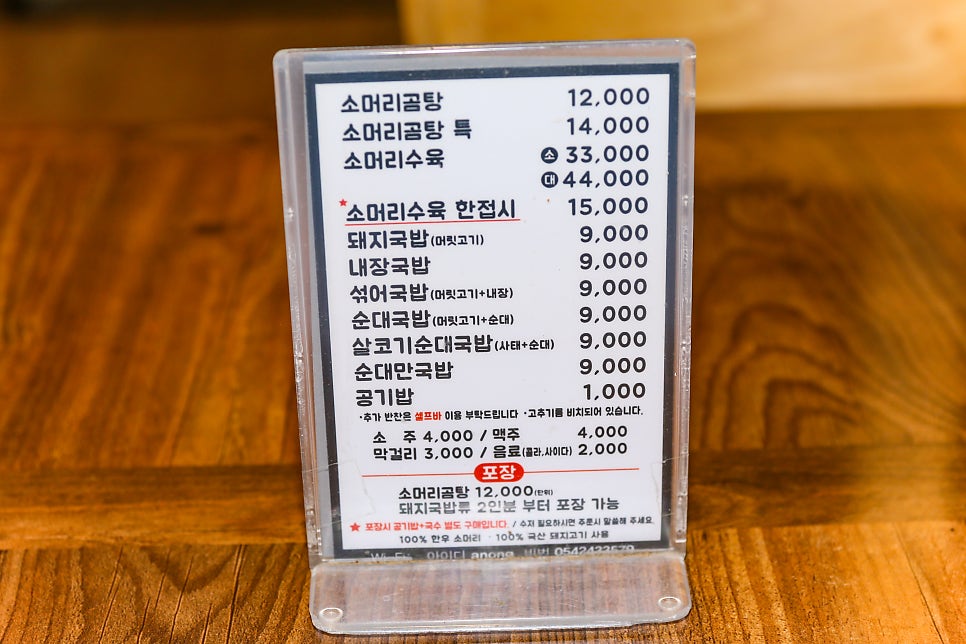 소머리곰탕 12,000
소머리곰탕 특 14,000
소머리수육 소 33,000
대 44,000
*소머리수육 한접시 15,000
돼지국밥(머릿고기) 9,000
내장국밥 9,000
섞어국밥(머릿고기+내장) 9,000
순대국밥(머릿고기+순대) 9,000
살코기순대국밥(사태+순대) 9,000
순대만국밥 9,000
공기밥 1,000
·추가 반찬은 셀프바 이용 부탁드립니다 ·고추기름 비치되어 있습니다.
소 주 4,000 / 맥주 4,000
막걸리 3,000 / 음료(콜라,사이다) 2,000
포장
소머리곰탕 12,000(단위)
돼지국밥류 2인분 부터 포장 가능
★ 포장시 공기밥+국수 별도 구매입니다. / 수저 필요하시면 주문시 말씀해 주세요.
100% 한우 소머리 · 100% 국산 돼지고기 사용
아이디 anong 비번